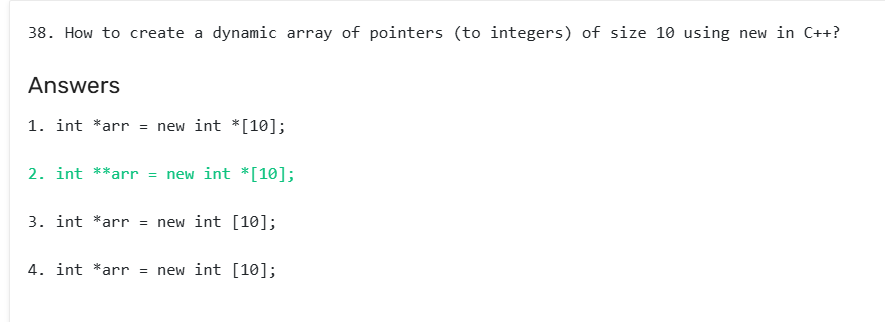 38. How to create a dynamic array of pointers (to integers) of size 10 using new in C++?
Answers
1. int *arr = new int *[10];
2. int **arr = new int *[10];
3. int *arr = new int [10];
4. int *arr = new int [10];